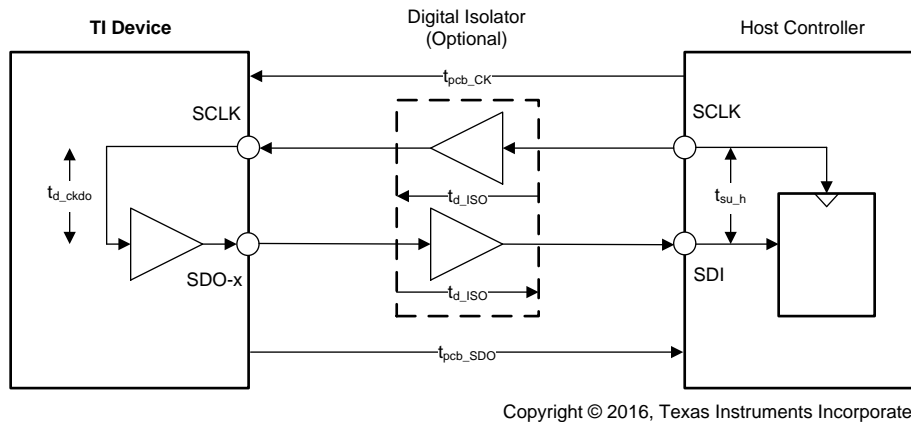 TI Device
Digital Isolator
(Optional)
Host Controller
tpcb_CK
SCLK
SCLK
td_ckdo
td_ISO
tsu_h
SDO-x
SDI
td_ISO
tpcb_SDO
Copyright © 2016, Texas Instruments Incorporate